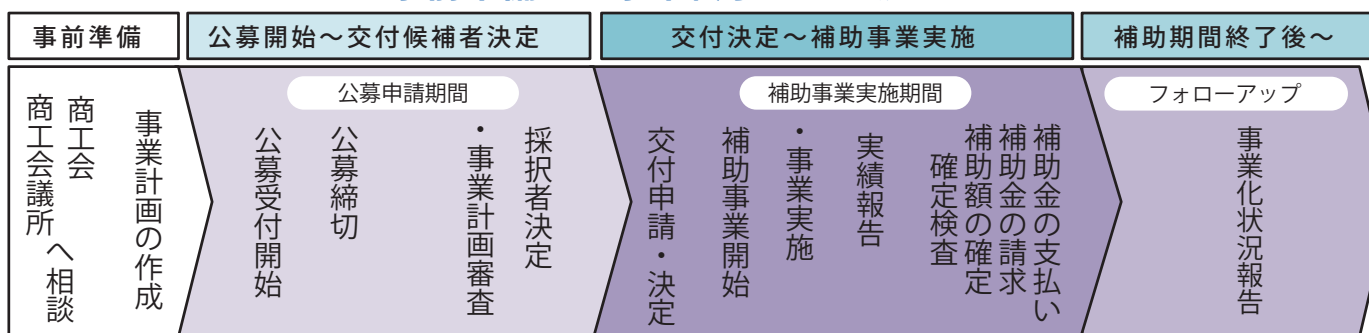 事前準備
公募開始～交付候補者決定
交付決定～補助事業実施
補助期間終了後～
商工会議所
商工会
へ相談
事業計画の作成
公募申請期間
公募受付開始
公募締切
・事業計画審査
採択者決定
補助事業実施期間
交付申請・決定
補助事業開始
・事業実施
実績報告
確定検査
補助額の確定
補助金の請求
補助金の支払い
フォローアップ
事業化状況報告